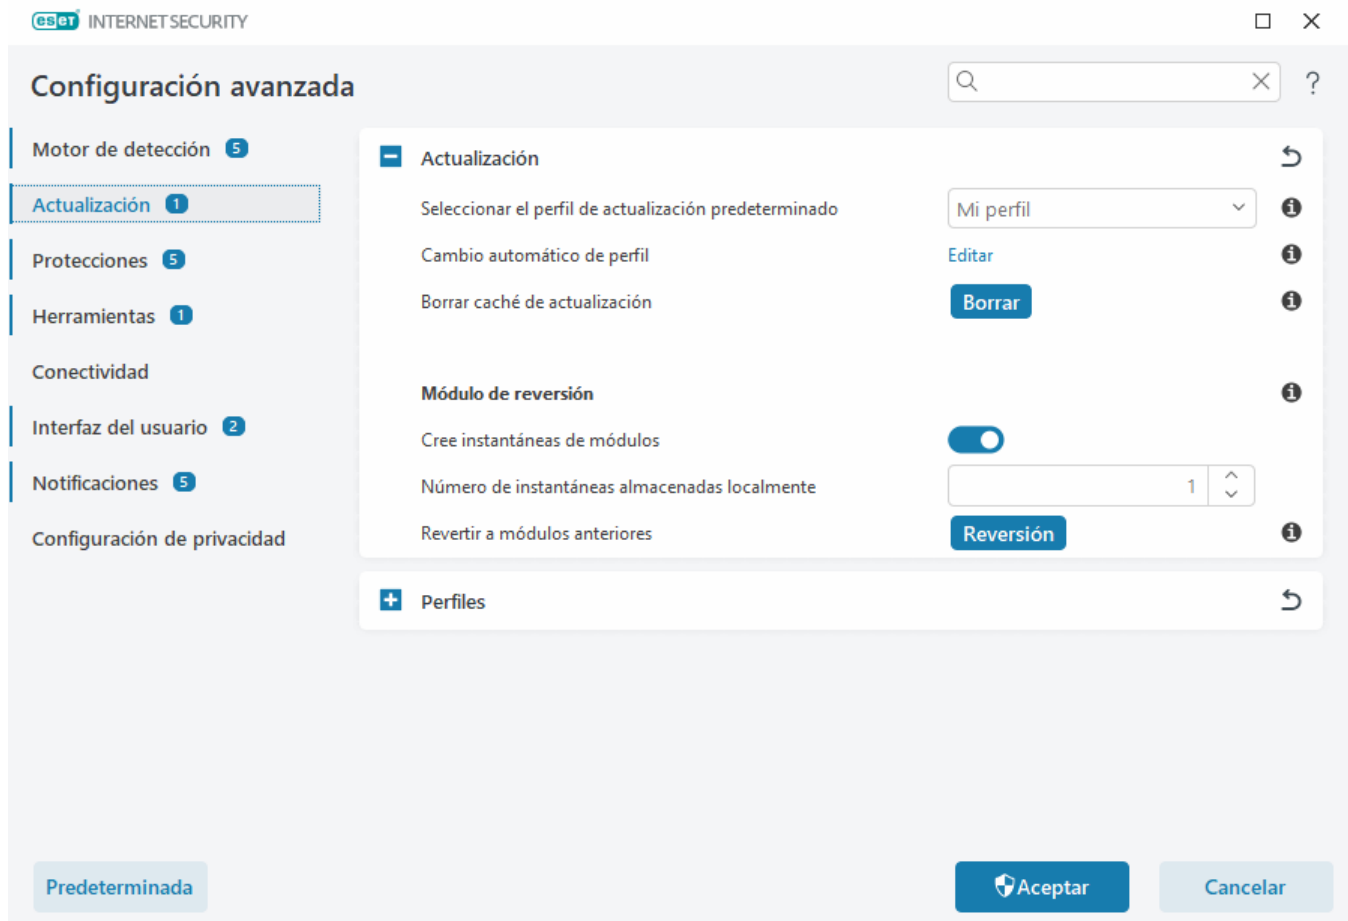 eset INTERNET SECURITY
Configuración avanzada
?
Motor de detección 5
Actualización 1
Protecciones 5
Herramientas 1
Conectividad
Interfaz del usuario 2
Notificaciones 5
Configuración de privacidad
Actualización
Seleccionar el perfil de actualización predeterminado Mi perfil
Cambio automático de perfil Editar
Borrar caché de actualización Borrar
Módulo de reversión
Cree instantáneas de módulos
Número de instantáneas almacenadas localmente 1
Revertir a módulos anteriores Reversión
Perfiles
Predeterminada
Aceptar
Cancelar